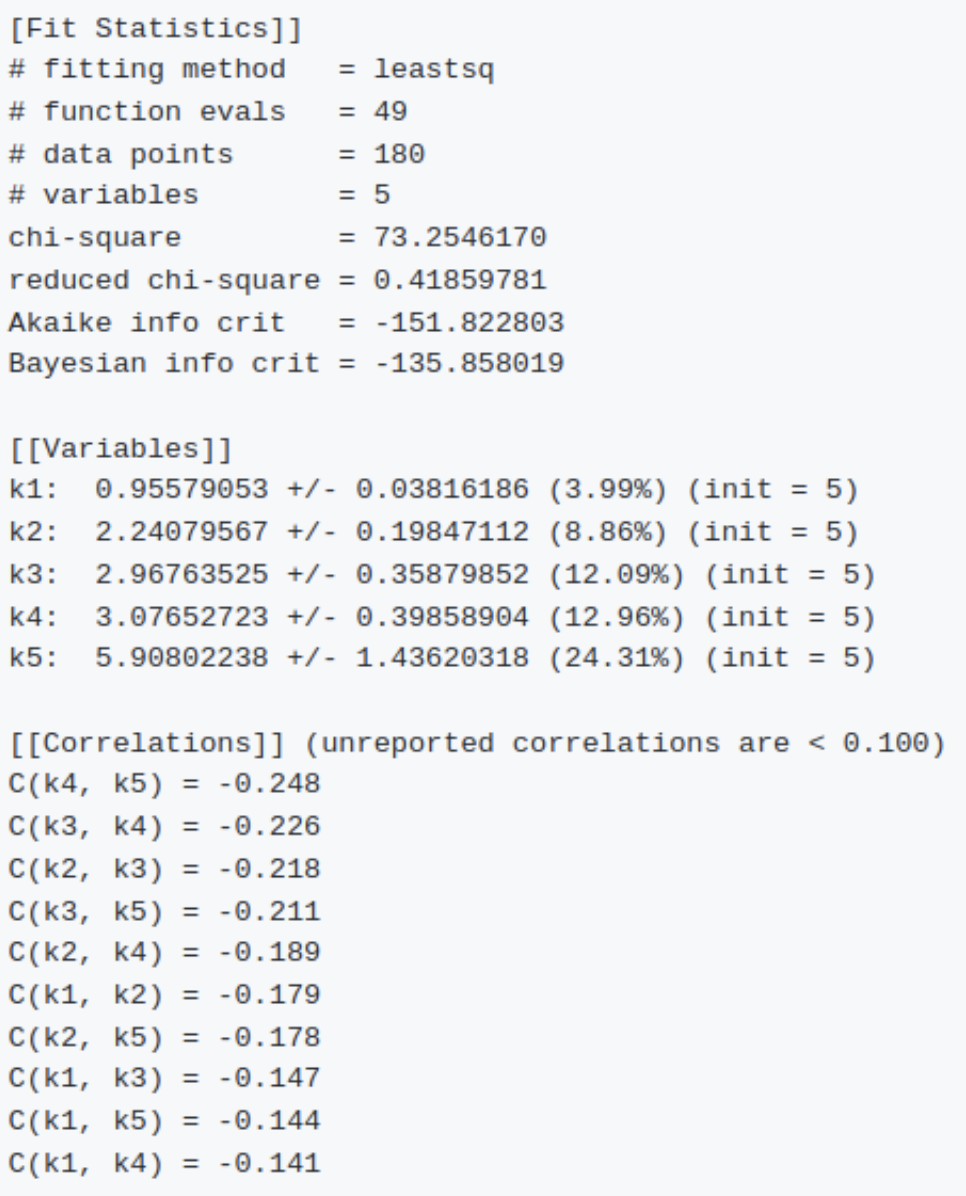 [Fit Statistics]]
# fitting method   = leastsq
# function evals   = 49
# data points      = 180
# variables        = 5
chi-square         = 73.2546170
reduced chi-square = 0.41859781
Akaike info crit   = -151.822803
Bayesian info crit = -135.858019
[[Variables]]
k1:  0.95579053 +/- 0.03816186 (3.99%) (init = 5)
k2:  2.24079567 +/- 0.19847112 (8.86%) (init = 5)
k3:  2.96763525 +/- 0.35879852 (12.09%) (init = 5)
k4:  3.07652723 +/- 0.39858904 (12.96%) (init = 5)
k5:  5.90802238 +/- 1.43620318 (24.31%) (init = 5)
[[Correlations]] (unreported correlations are < 0.100)
C(k4, k5) = -0.248
C(k3, k4) = -0.226
C(k2, k3) = -0.218
C(k3, k5) = -0.211
C(k2, k4) = -0.189
C(k1, k2) = -0.179
C(k2, k5) = -0.178
C(k1, k3) = -0.147
C(k1, k5) = -0.144
C(k1, k4) = -0.141